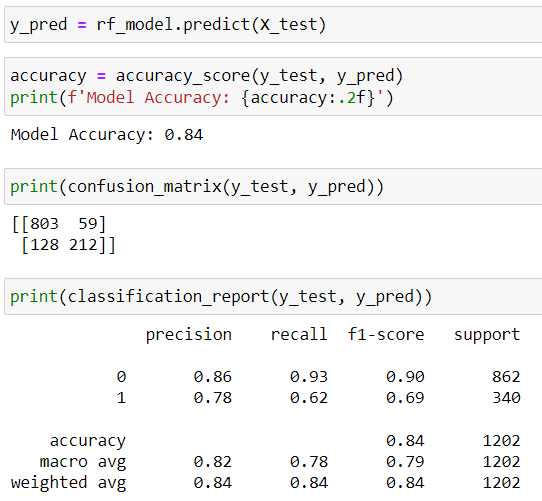 y_pred = rf_model.predict(X_test)
accuracy = accuracy_score(y_test, y_pred)
print(f'Model Accuracy: {accuracy:.2f}')
Model Accuracy: 0.84
print(confusion_matrix(y_test, y_pred))
[[803  59]
 [128 212]]
print(classification_report(y_test, y_pred))
              precision    recall  f1-score   support
           0       0.86      0.93      0.90       862
           1       0.78      0.62      0.69       340
    accuracy                           0.84      1202
   macro avg       0.82      0.78      0.79      1202
weighted avg       0.84      0.84      0.84      1202